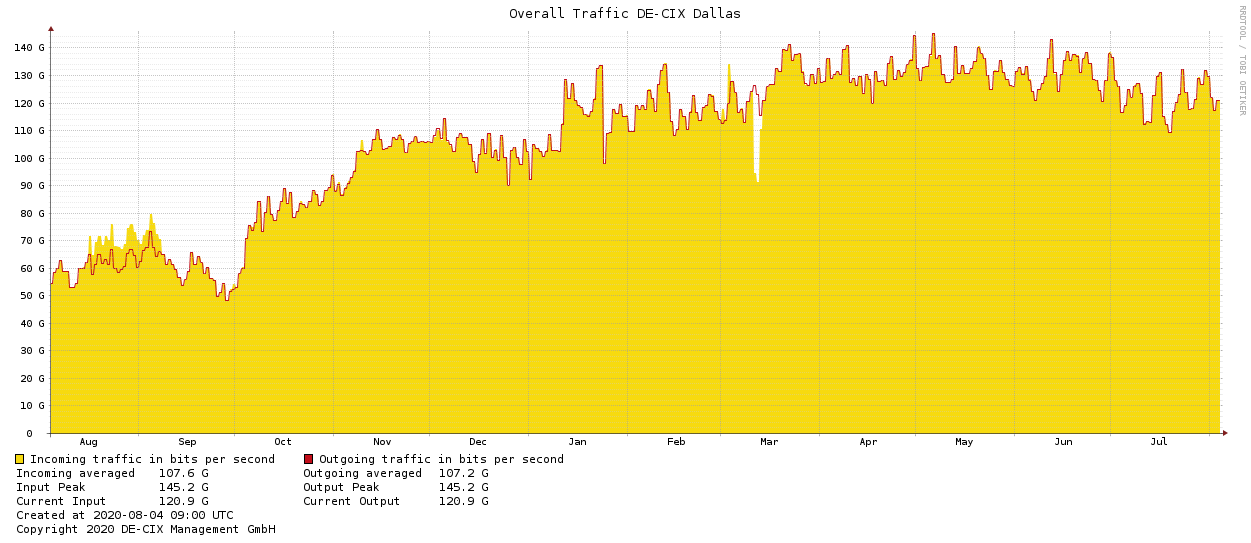 Overall Traffic DE-CIX Dallas
RRDTOOL / TOBI OETIKER
140 G
130 G
120 G
110 G
100 G
90 G
80 G
70 G
60 G
50 G
40 G
30 G
20 G
10 G
0
Aug Sep Oct Nov Dec Jan Feb Mar Apr May Jun Jul
Incoming traffic in bits per second Outgoing traffic in bits per second
Incoming averaged 107.6 G Outgoing averaged 107.2 G
Input Peak 145.2 G Output Peak 145.2 G
Current Input 120.9 G Current Output 120.9 G
Created at 2020-08-04 09:00 UTC
Copyright 2020 DE-CIX Management GmbH